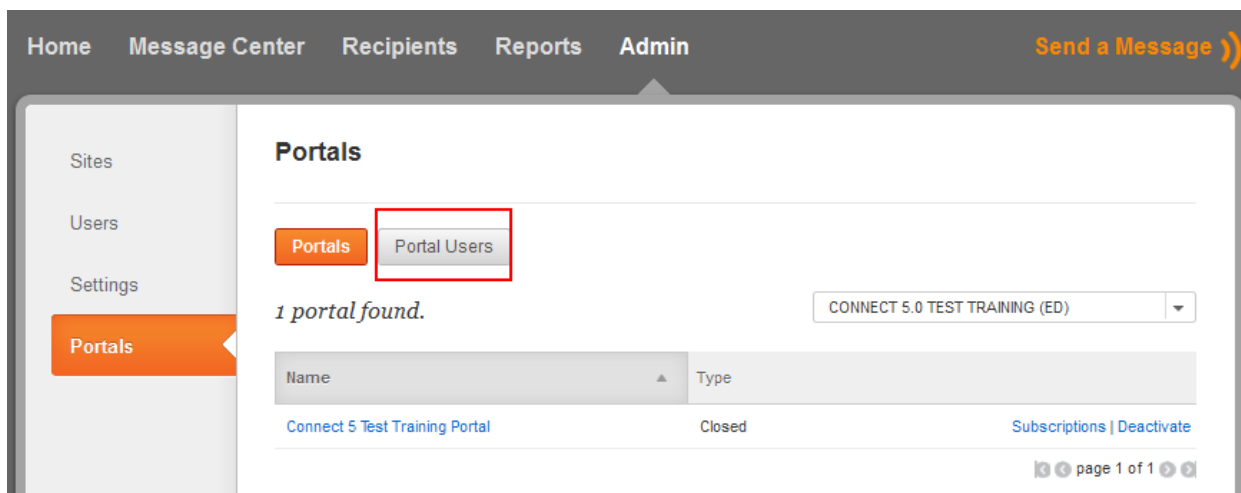 Home Message Center Recipients Reports Admin Send a Message
Sites
Users
Settings
Portals
Portals
Portals Portal Users
1 portal found. CONNECT 5.0 TEST TRAINING (ED)
Name Type
Connect 5 Test Training Portal Closed Subscriptions | Deactivate
page 1 of 1